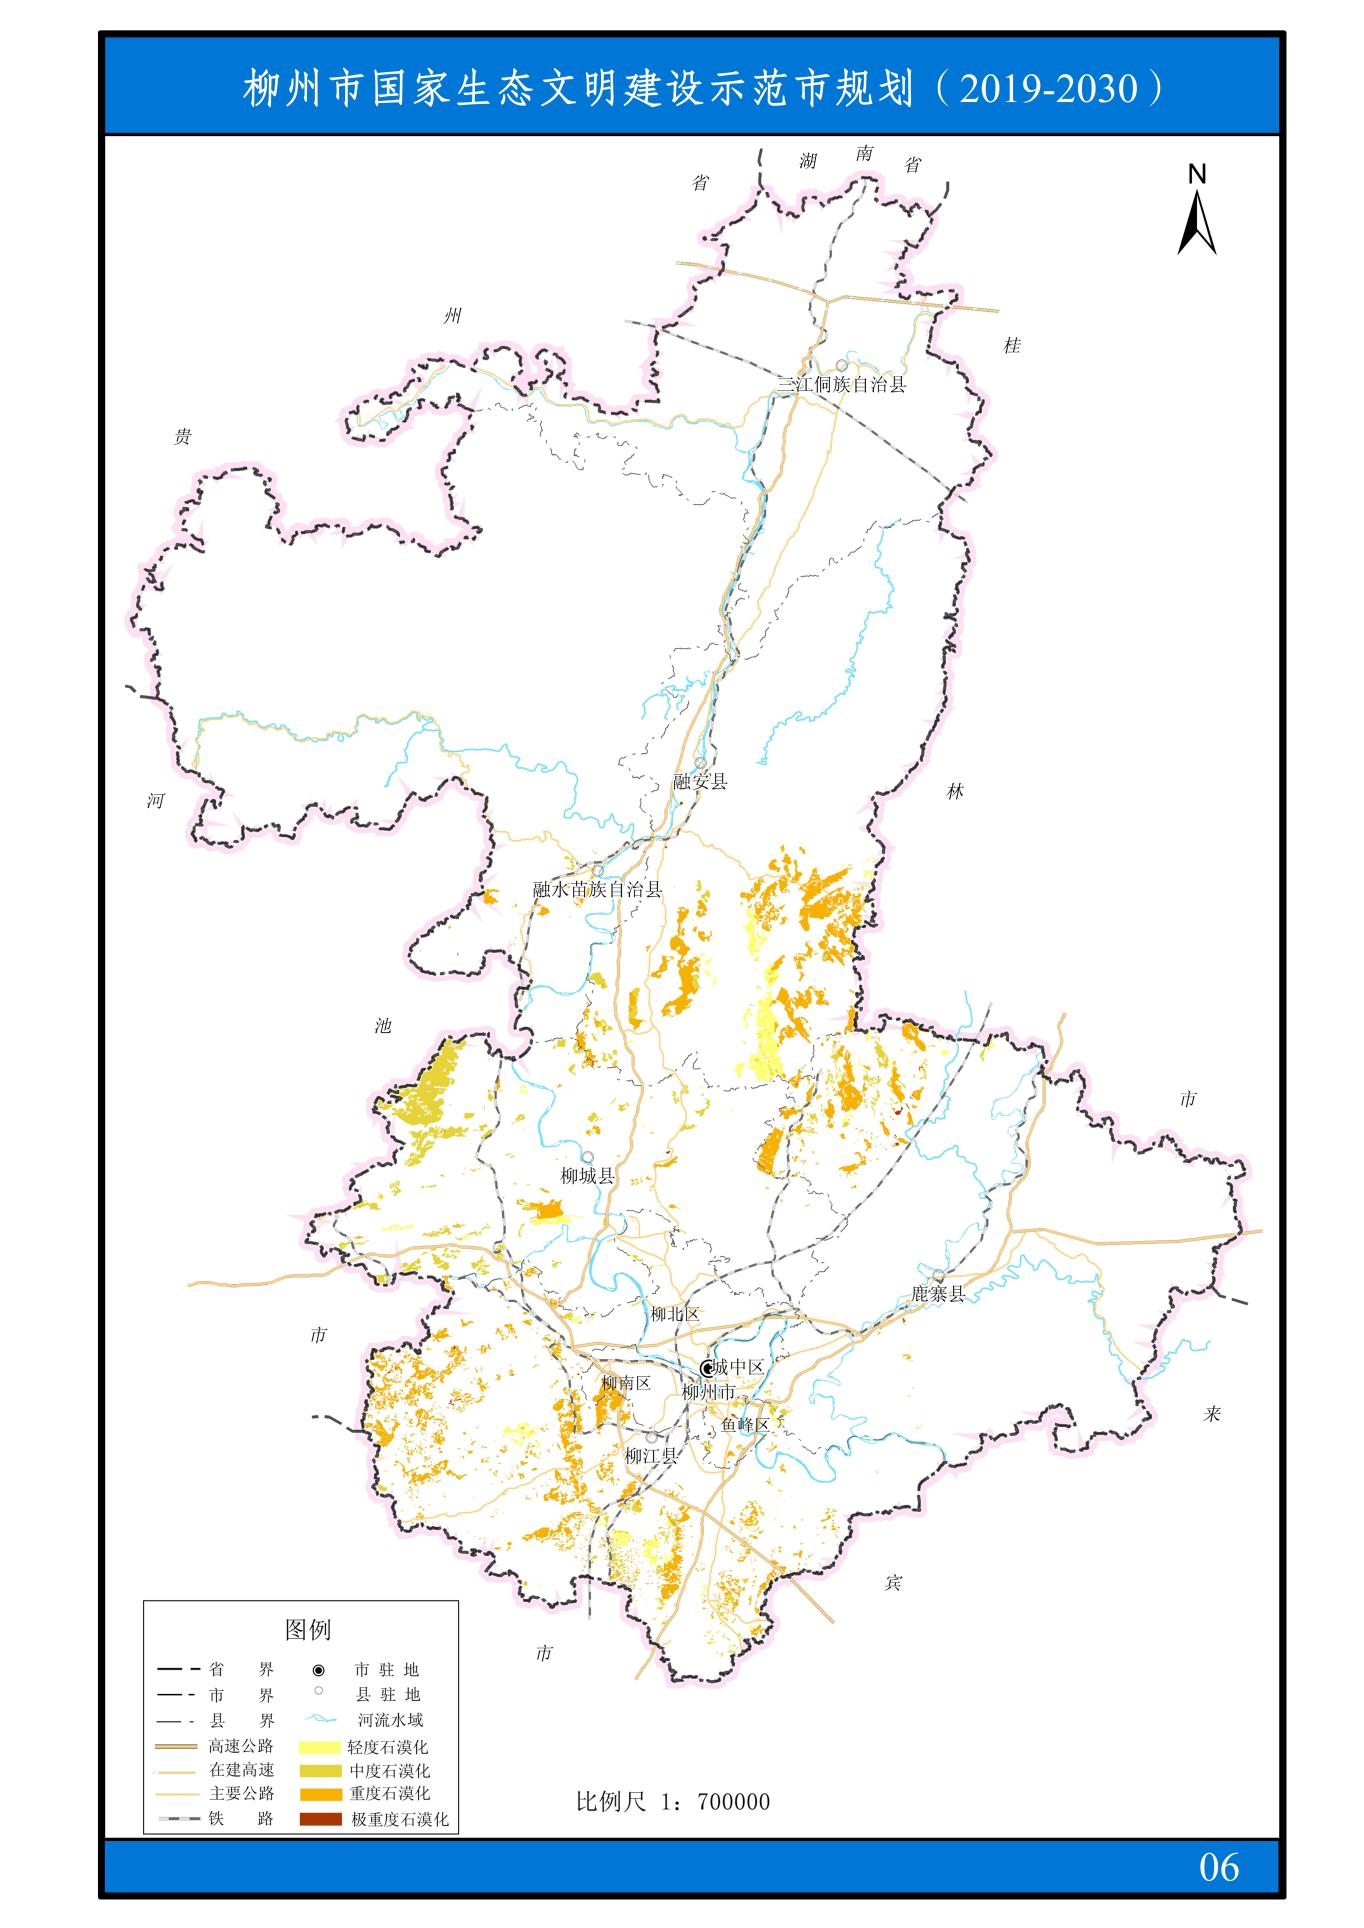 柳州市国家生态文明建设示范市规划（2019-2030）
湖 南 省
省
N
州
桂
三江侗族自治县
贵
融安县
河
林
融水苗族自治县
池
市
柳城县
鹿寨县
柳北区
市
城中区
柳南区
柳州市
来
鱼峰区
柳江县
宾
市
图例
省 界
市 驻 地
市 界
县 驻 地
县 界
河流水域
高速公路
轻度石漠化
在建高速
中度石漠化
主要公路
重度石漠化
铁 路
极重度石漠化
比例尺 1：700000
06